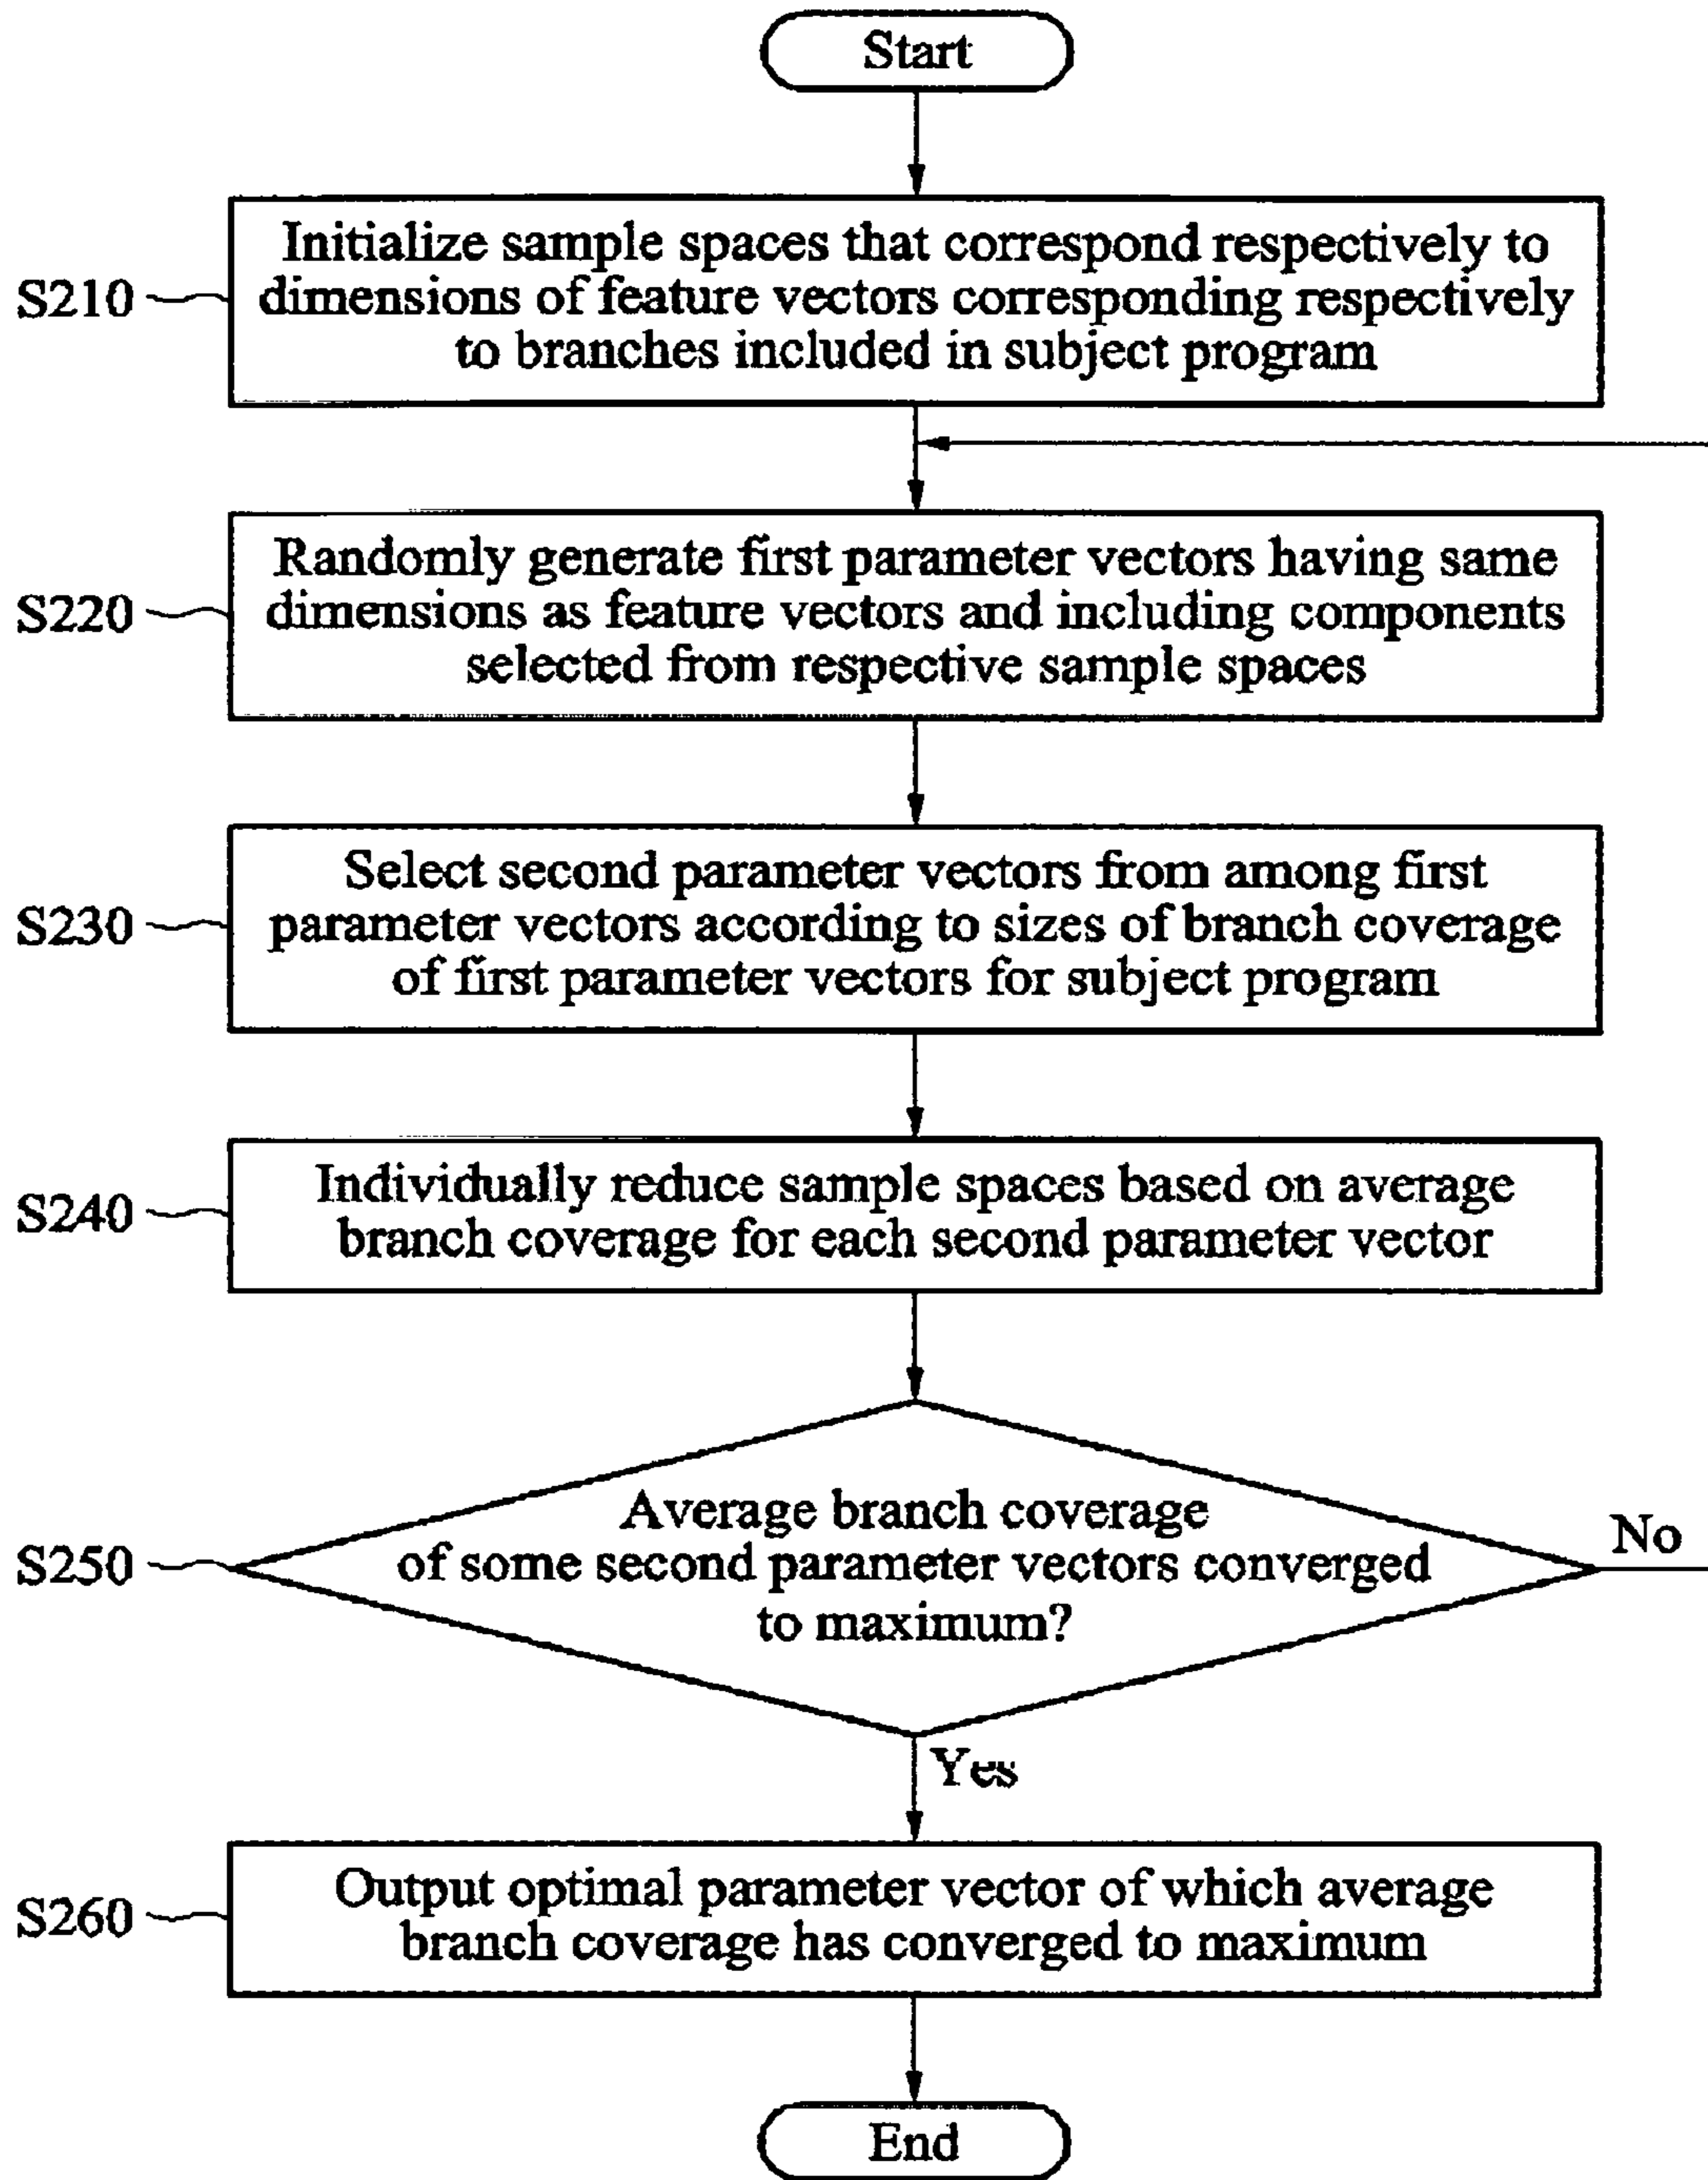 Start
S210
Initialize sample spaces that correspond respectively to
dimensions of feature vectors corresponding respectively
to branches included in subject program
S220
Randomly generate first parameter vectors having same
dimensions as feature vectors and including components
selected from respective sample spaces
S230
Select second parameter vectors from among first
parameter vectors according to sizes of branch coverage
of first parameter vectors for subject program
S240
Individually reduce sample spaces based on average
branch coverage for each second parameter vector
S250
Average branch coverage
of some second parameter vectors converged
to maximum?
No
Yes
S260
Output optimal parameter vector of which average
branch coverage has converged to maximum
End